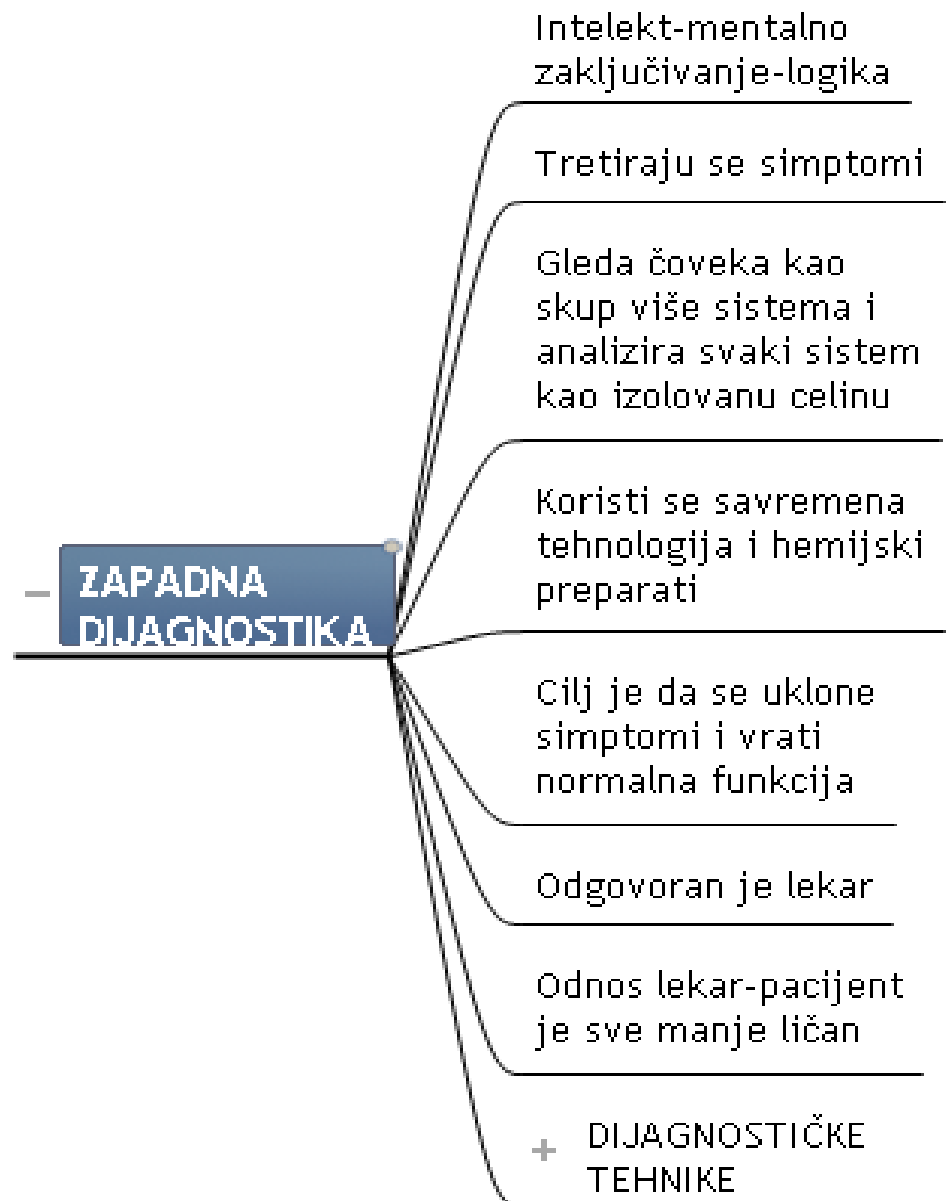 Intelekt-mentalno
zaključivanje-logika
Tretiraju se simptomi
Gleda čoveka kao
skup više sistema i
analizira svaki sistem
kao izolovanu celinu
Koristi se savremena
tehnologija i hemijski
preparati
ZAPADNA
DIJAGNOSTIKA
Cilj je da se uklone
simptomi i vrati
normalna funkcija
Odgovoran je lekar
Odnos lekar-pacijent
je sve manje ličan
DIJAGNOSTIČKE
TEHNIKE